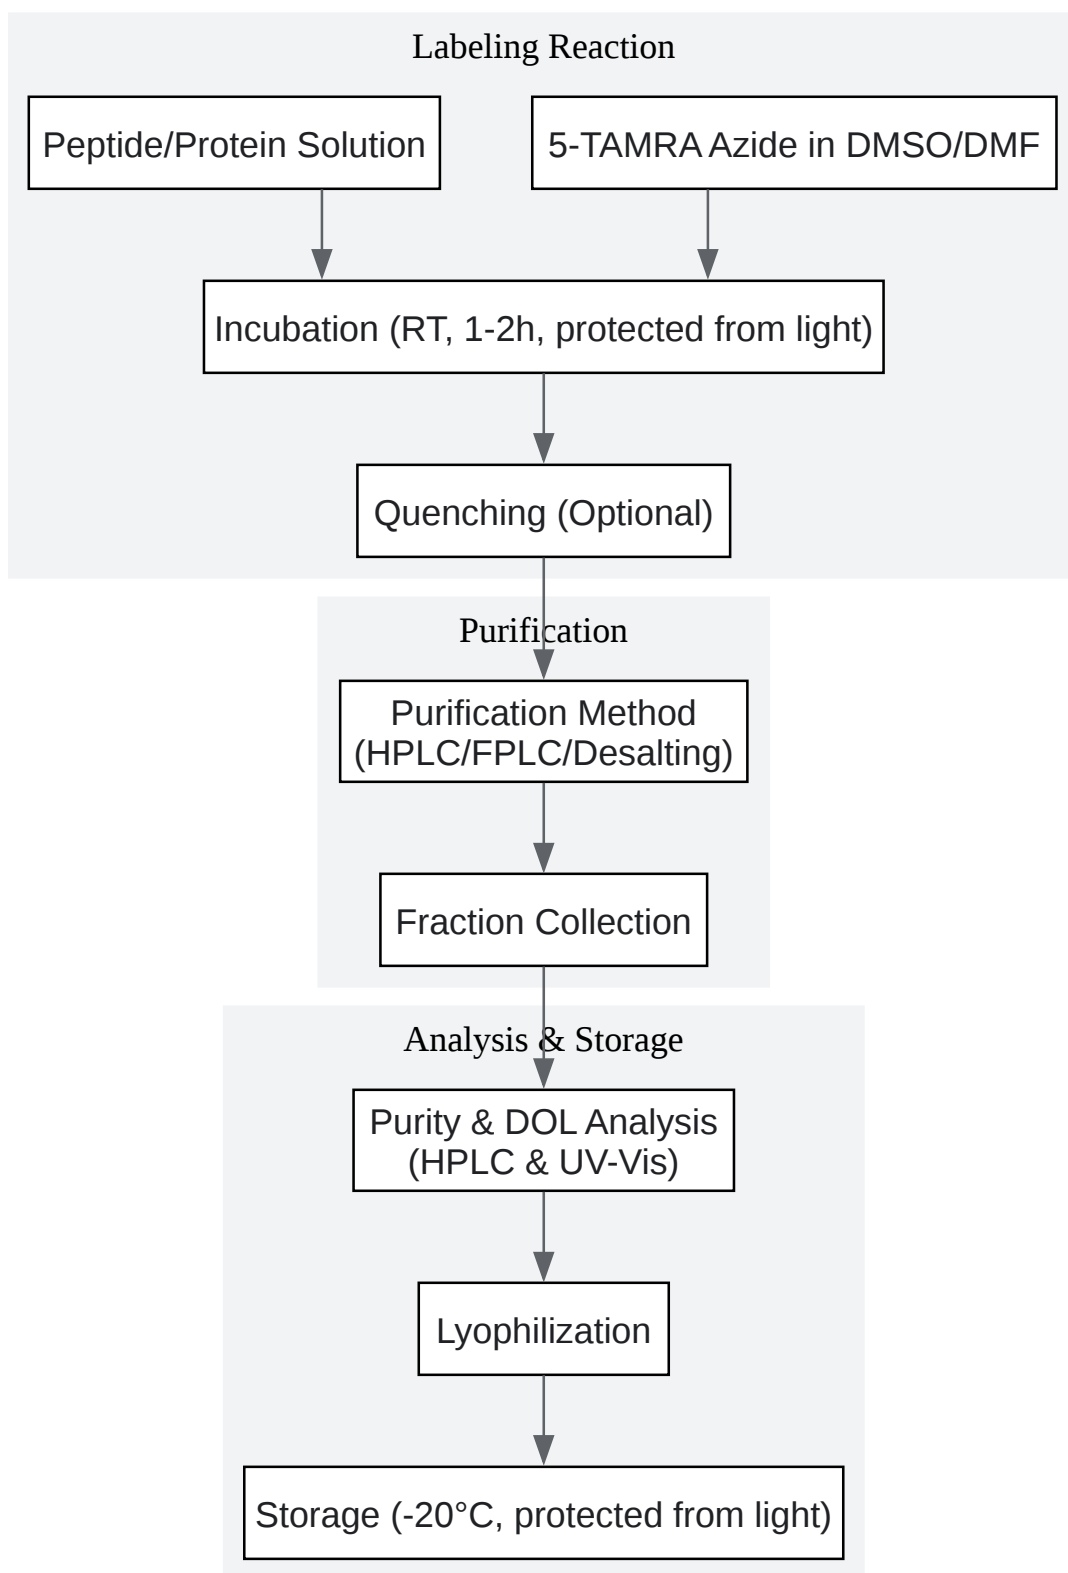 Labeling Reaction
Peptide/Protein Solution
5-TAMRA Azide in DMSO/DMF
Incubation (RT, 1-2h, protected from light)
Quenching (Optional)
Purification
Purification Method
(HPLC/FPLC/Desalting)
Fraction Collection
Analysis & Storage
Purity & DOL Analysis
(HPLC & UV-Vis)
Lyophilization
Storage (-20°C, protected from light)